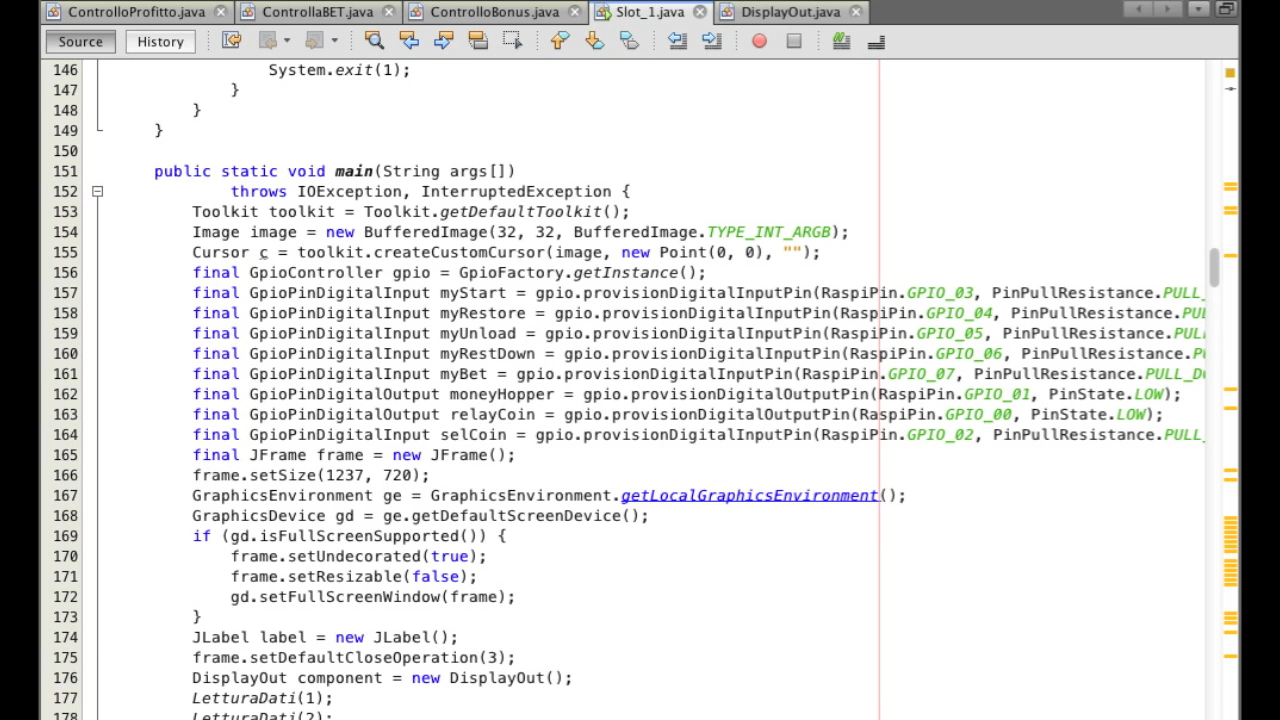 ControlloProfitto.java ControllaBET.java ControlloBonus.java Slot_1.java DisplayOut.java
Source History
146 System.exit(1);
147 }
148 }
149 }
150
151 public static void main(String args[])
152 throws IOException, InterruptedException {
153 Toolkit toolkit = Toolkit.getDefaultToolkit();
154 Image image = new BufferedImage(32, 32, BufferedImage.TYPE_INT_ARGB);
155 Cursor c = toolkit.createCustomCursor(image, new Point(0, 0), "");
156 final GpioController gpio = GpioFactory.getInstance();
157 final GpioPinDigitalInput myStart = gpio.provisionDigitalInputPin(RaspiPin.GPIO_03, PinPullResistance.PULL_
158 final GpioPinDigitalInput myRestore = gpio.provisionDigitalInputPin(RaspiPin.GPIO_04, PinPullResistance.PU
159 final GpioPinDigitalInput myUnload = gpio.provisionDigitalInputPin(RaspiPin.GPIO_05, PinPullResistance.PUL
160 final GpioPinDigitalInput myRestDown = gpio.provisionDigitalInputPin(RaspiPin.GPIO_06, PinPullResistance.P
161 final GpioPinDigitalInput myBet = gpio.provisionDigitalInputPin(RaspiPin.GPIO_07, PinPullResistance.PULL_D
162 final GpioPinDigitalOutput moneyHopper = gpio.provisionDigitalOutputPin(RaspiPin.GPIO_01, PinState.LOW);
163 final GpioPinDigitalOutput relayCoin = gpio.provisionDigitalOutputPin(RaspiPin.GPIO_00, PinState.LOW);
164 final GpioPinDigitalInput selCoin = gpio.provisionDigitalInputPin(RaspiPin.GPIO_02, PinPullResistance.PULL_
165 final JFrame frame = new JFrame();
166 frame.setSize(1237, 720);
167 GraphicsEnvironment ge = GraphicsEnvironment.getLocalGraphicsEnvironment();
168 GraphicsDevice gd = ge.getDefaultScreenDevice();
169 if (gd.isFullScreenSupported()) {
170 frame.setUndecorated(true);
171 frame.setResizable(false);
172 gd.setFullScreenWindow(frame);
173 }
174 JLabel label = new JLabel();
175 frame.setDefaultCloseOperation(3);
176 DisplayOut component = new DisplayOut();
177 LetturaDati(1);
178 LetturaDati(2);